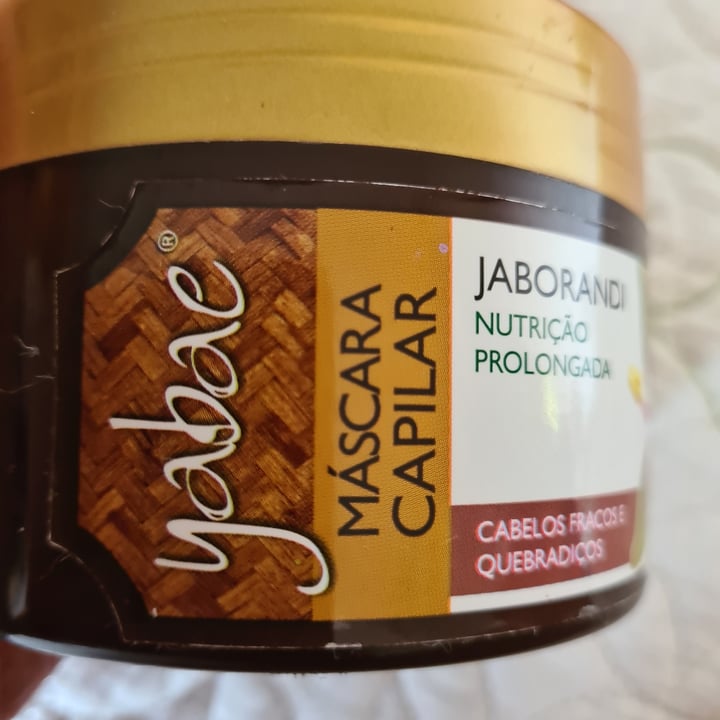 yabae®
MÁSCARA
CAPILAR
JABORANDI
NUTRIÇÃO
PROLONGADA
CABELOS FRACOS E
QUEBRADIÇOS